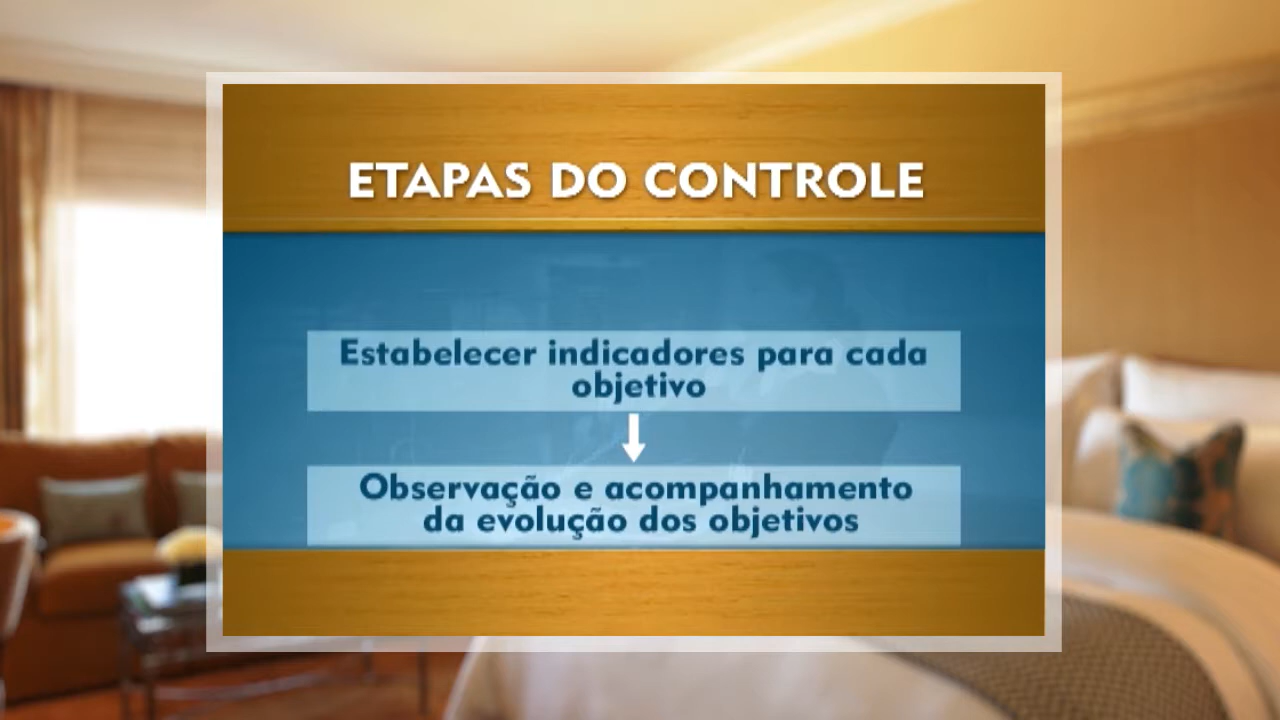 ETAPAS DO CONTROLE
Estabelecer indicadores para cada
objetivo
Observação e acompanhamento
da evolução dos objetivos